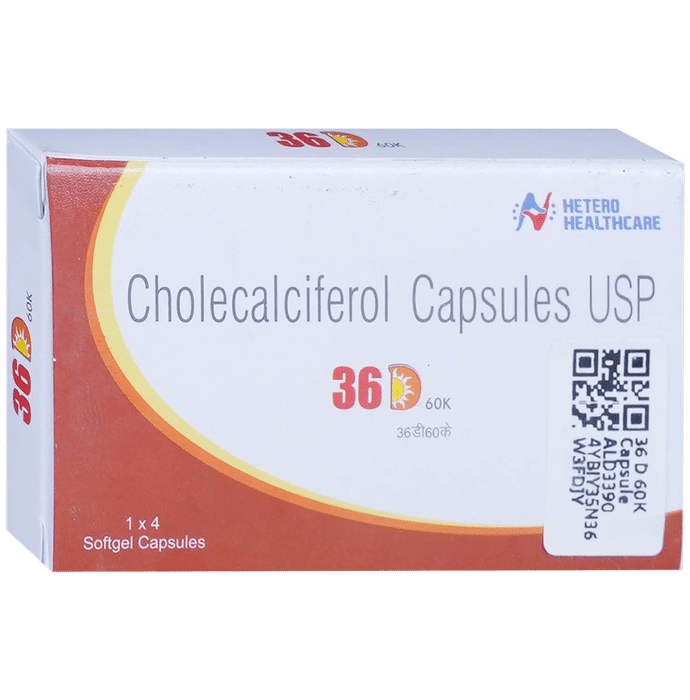 36D 60K
HETERO
HEALTHCARE
Cholecalciferol Capsules USP
36D 60K
36डी60के
1 x 4
Softgel Capsules
36D 60K
36 D 60K
Capsule
ALD3390
4YBIY35N36
W3FDJY